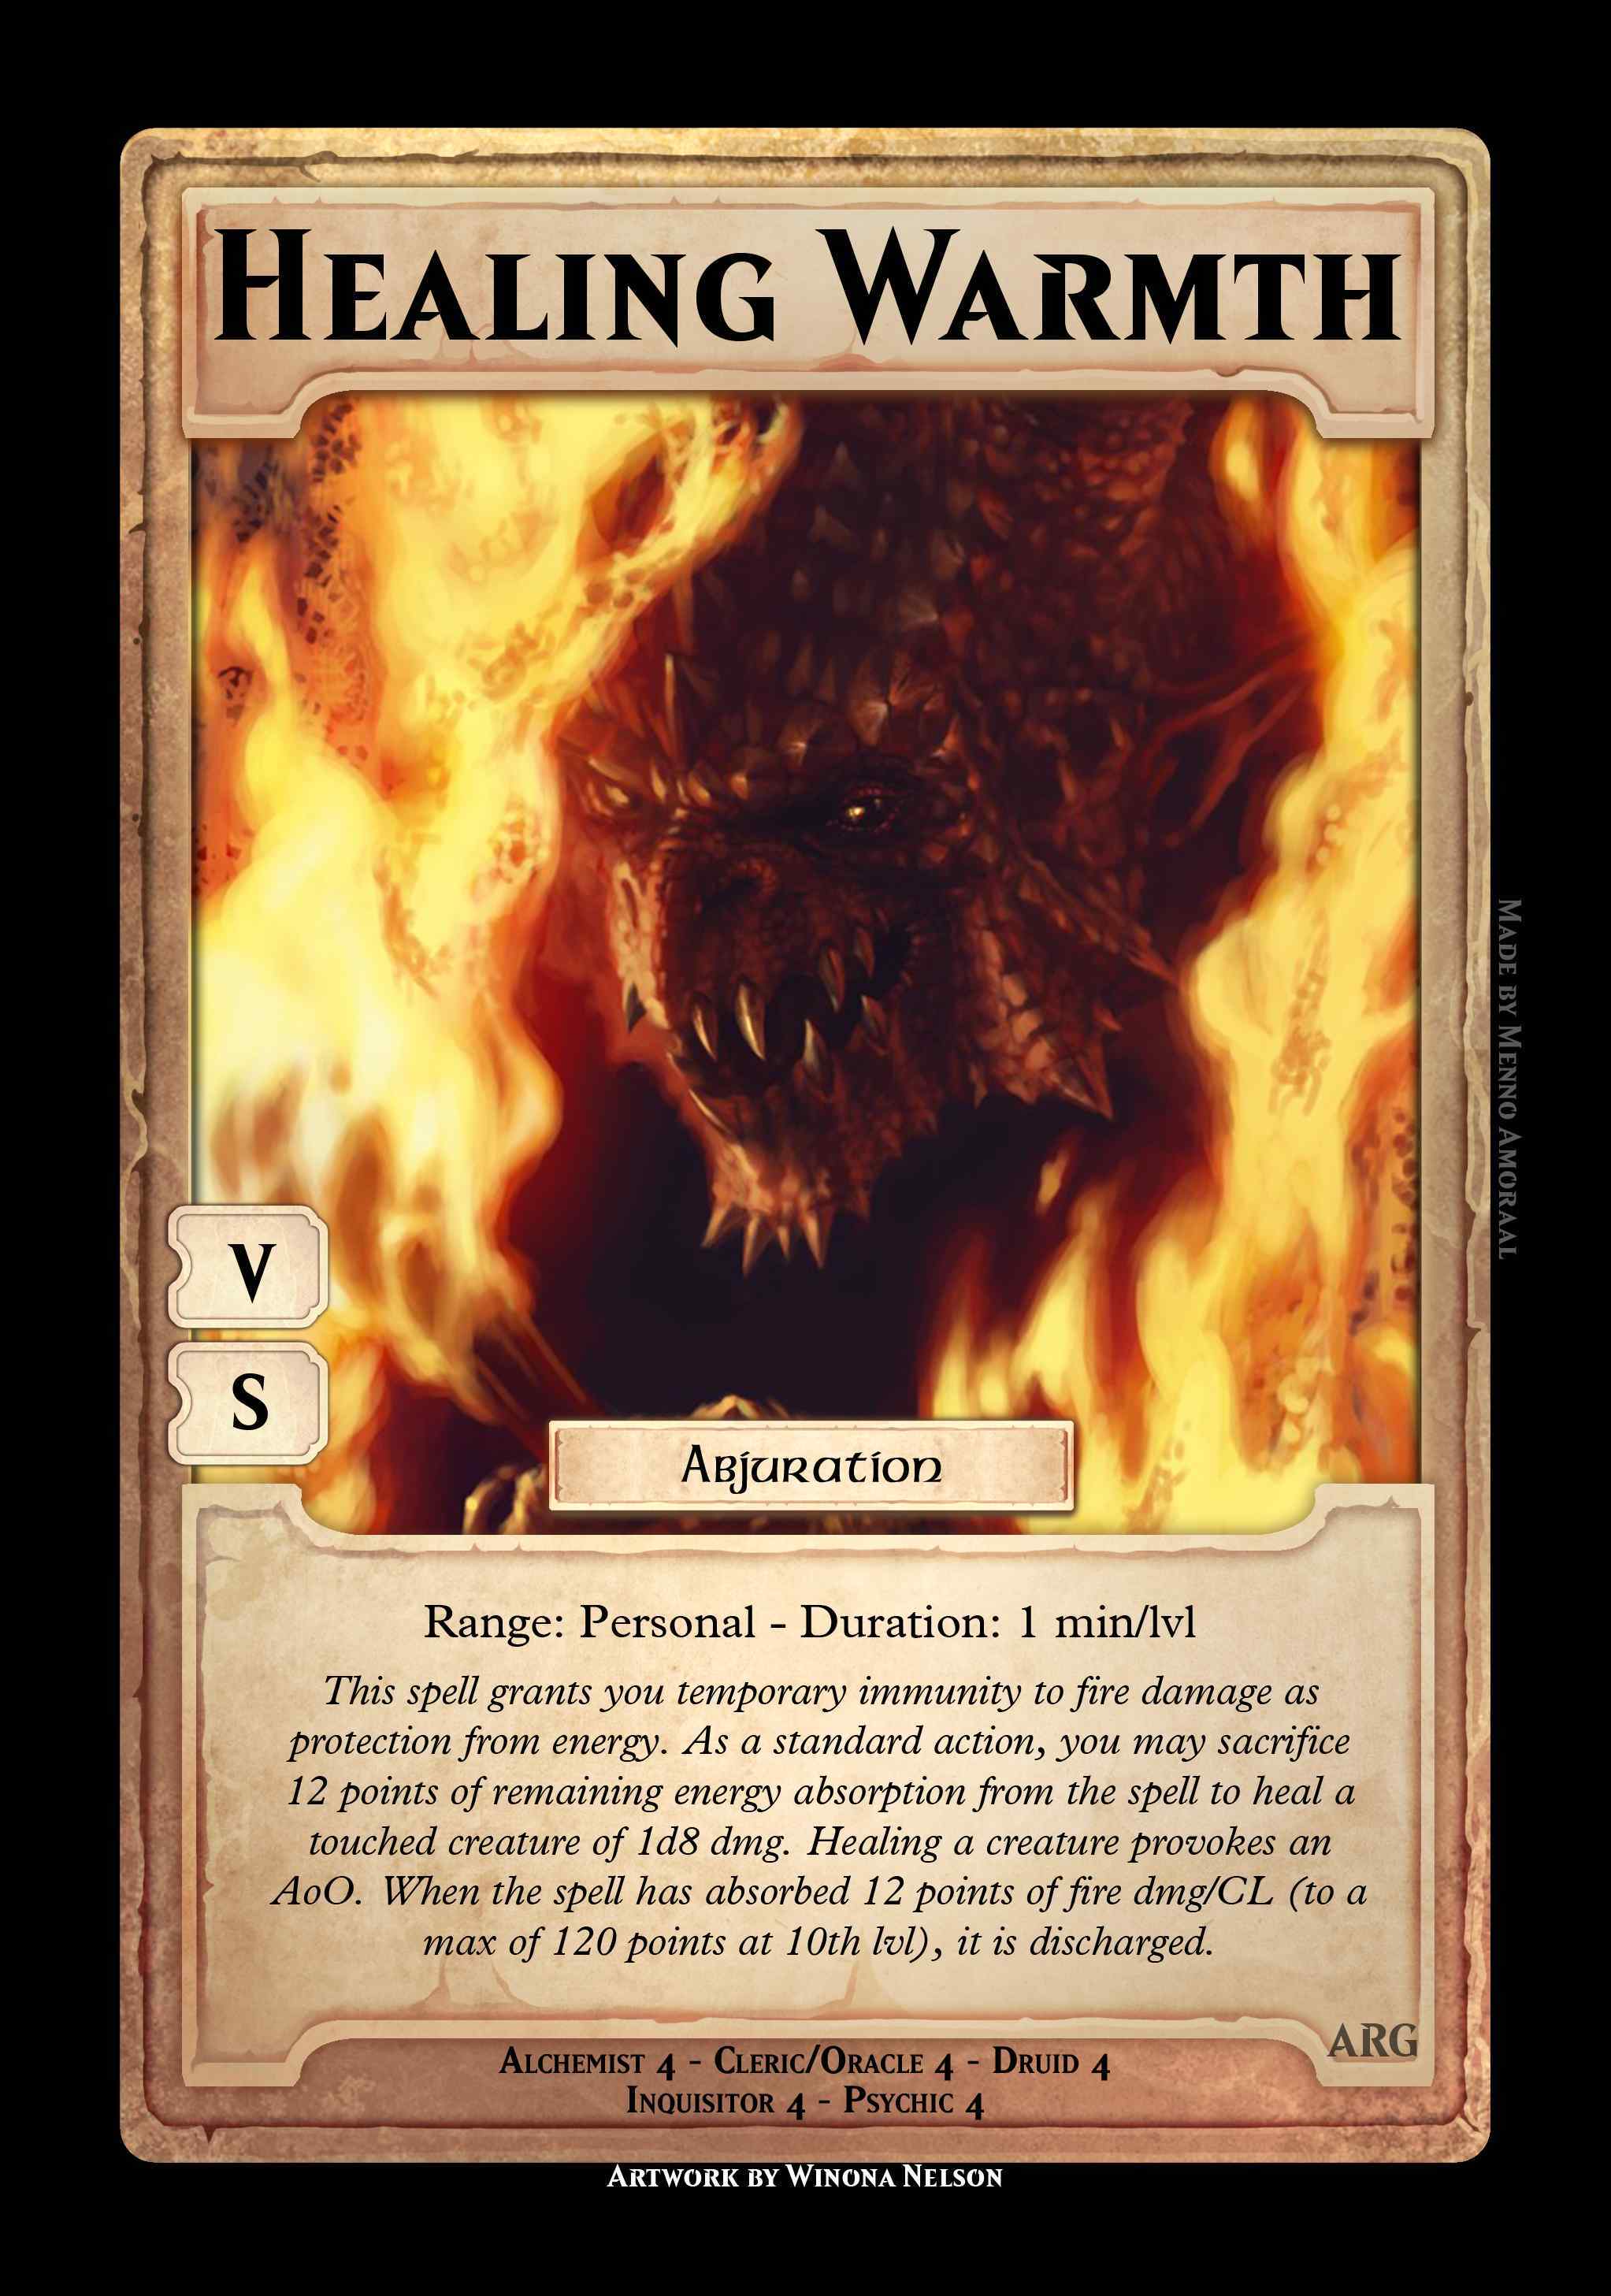 Healing Warmth
V
S
Abjuration
Range: Personal - Duration: 1 min/lvl
This spell grants you temporary immunity to fire damage as
protection from energy. As a standard action, you may sacrifice
12 points of remaining energy absorption from the spell to heal a
touched creature of 1d8 dmg. Healing a creature provokes an
AoO. When the spell has absorbed 12 points of fire dmg/CL (to a
max of 120 points at 10th lvl), it is discharged.
ARG
Alchemist 4 - Cleric/Oracle 4 - Druid 4
Inquisitor 4 - Psychic 4
Artwork by Winona Nelson
Made by Menno Amoraal